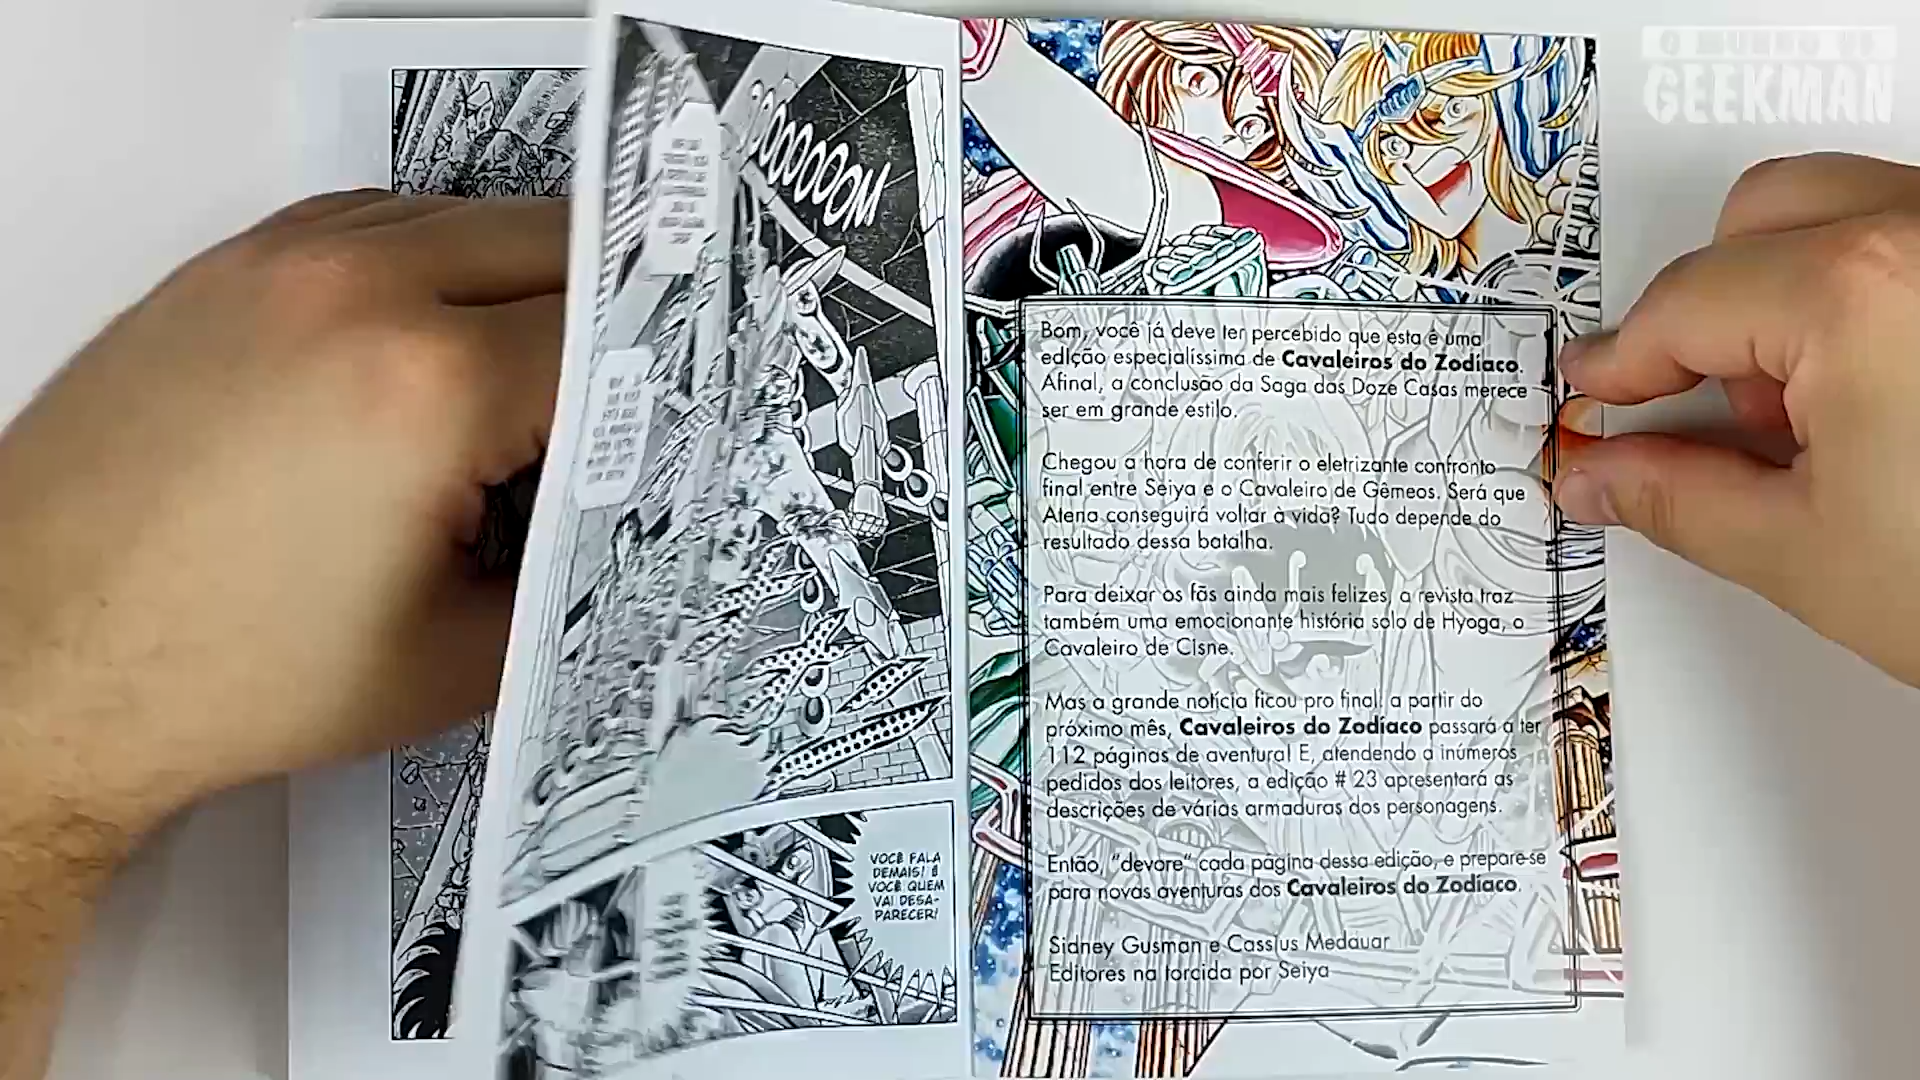 O MUNDO DE
GEEKMAN
OOOOOOM
VOCÊ FALA
DEMAIS! É
VOCÊ QUEM
VAI DESA-
PARECER!
Bom, você já deve ter percebido que esta é uma
edição especialíssima de Cavaleiros do Zodíaco.
Afinal, a conclusão da Saga das Doze Casas merece
ser em grande estilo.
Chegou a hora de conferir o eletrizante confronto
final entre Seiya e o Cavaleiro de Gêmeos. Será que
Atena conseguirá voltar à vida? Tudo depende do
resultado dessa batalha.
Para deixar os fãs ainda mais felizes, a revista traz
também uma emocionante história solo de Hyoga, o
Cavaleiro de Cisne.
Mas a grande notícia ficou pro final: a partir do
próximo mês, Cavaleiros do Zodíaco passará a ter
112 páginas de aventura! E, atendendo a inúmeros
pedidos dos leitores, a edição # 23 apresentará as
descrições de várias armaduras dos personagens.
Então, "devore" cada página dessa edição, e prepare-se
para novas aventuras dos Cavaleiros do Zodíaco.
Sidney Gusman e Cassius Medauar
Editores na torcida por Seiya